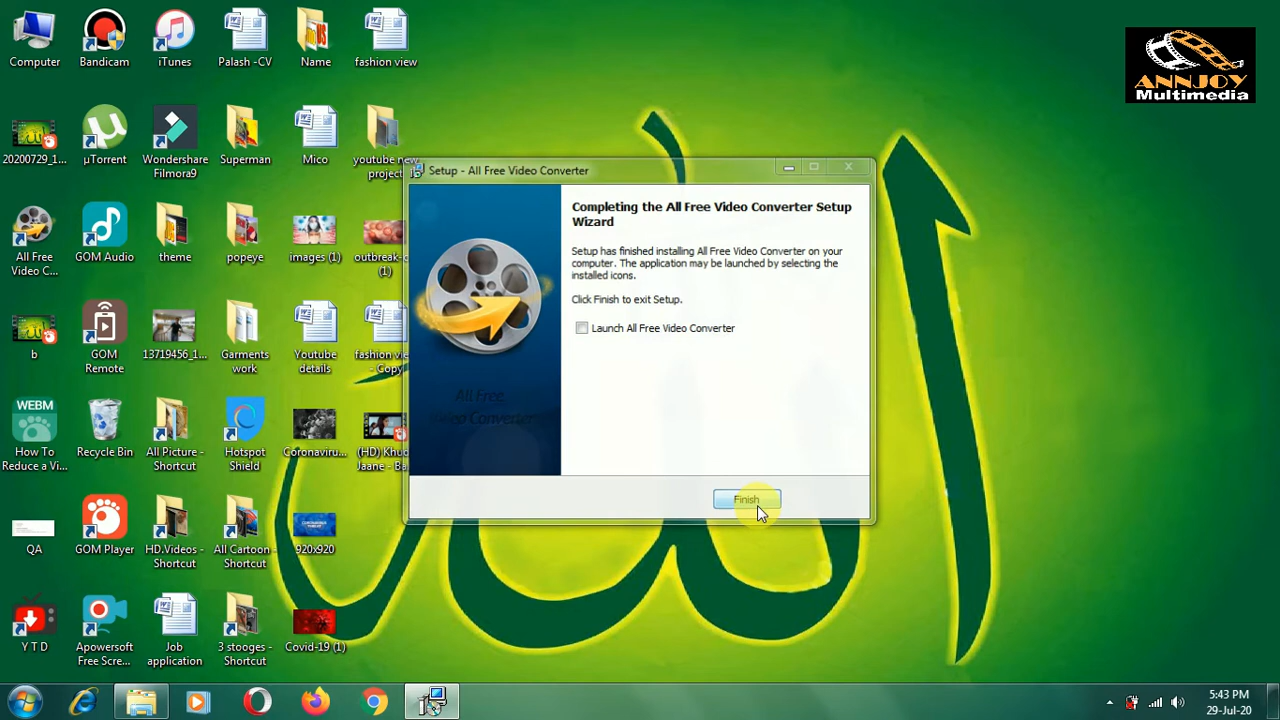 Computer
Bandicam
iTunes
Palash -CV
Name
fashion view
ANNJOY
Multimedia
20200729_1...
µTorrent
Wondershare
Filmora9
Superman
Mico
youtube new
project
All Free
Video C...
GOM Audio
theme
popeye
images (1)
outbreak-c
(1)
b
GOM
Remote
13719456_1...
Garments
work
Youtube
details
fashion vie
- Copy
WEBM
How To
Reduce a Vi...
Recycle Bin
All Picture -
Shortcut
Hotspot
Shield
Coronaviru...
(HD) Khud
Jaane - Ba
QA
GOM Player
HD.Videos -
Shortcut
All Cartoon -
Shortcut
920x920
Y T D
Apowersoft
Free Scre...
Job
application
3 stooges -
Shortcut
Covid-19 (1)
Setup - All Free Video Converter
Completing the All Free Video Converter Setup
Wizard
Setup has finished installing All Free Video Converter on your
computer. The application may be launched by selecting the
installed icons.
Click Finish to exit Setup.
Launch All Free Video Converter
All Free
Video Converter
Finish
الله
5:43 PM
29-Jul-20